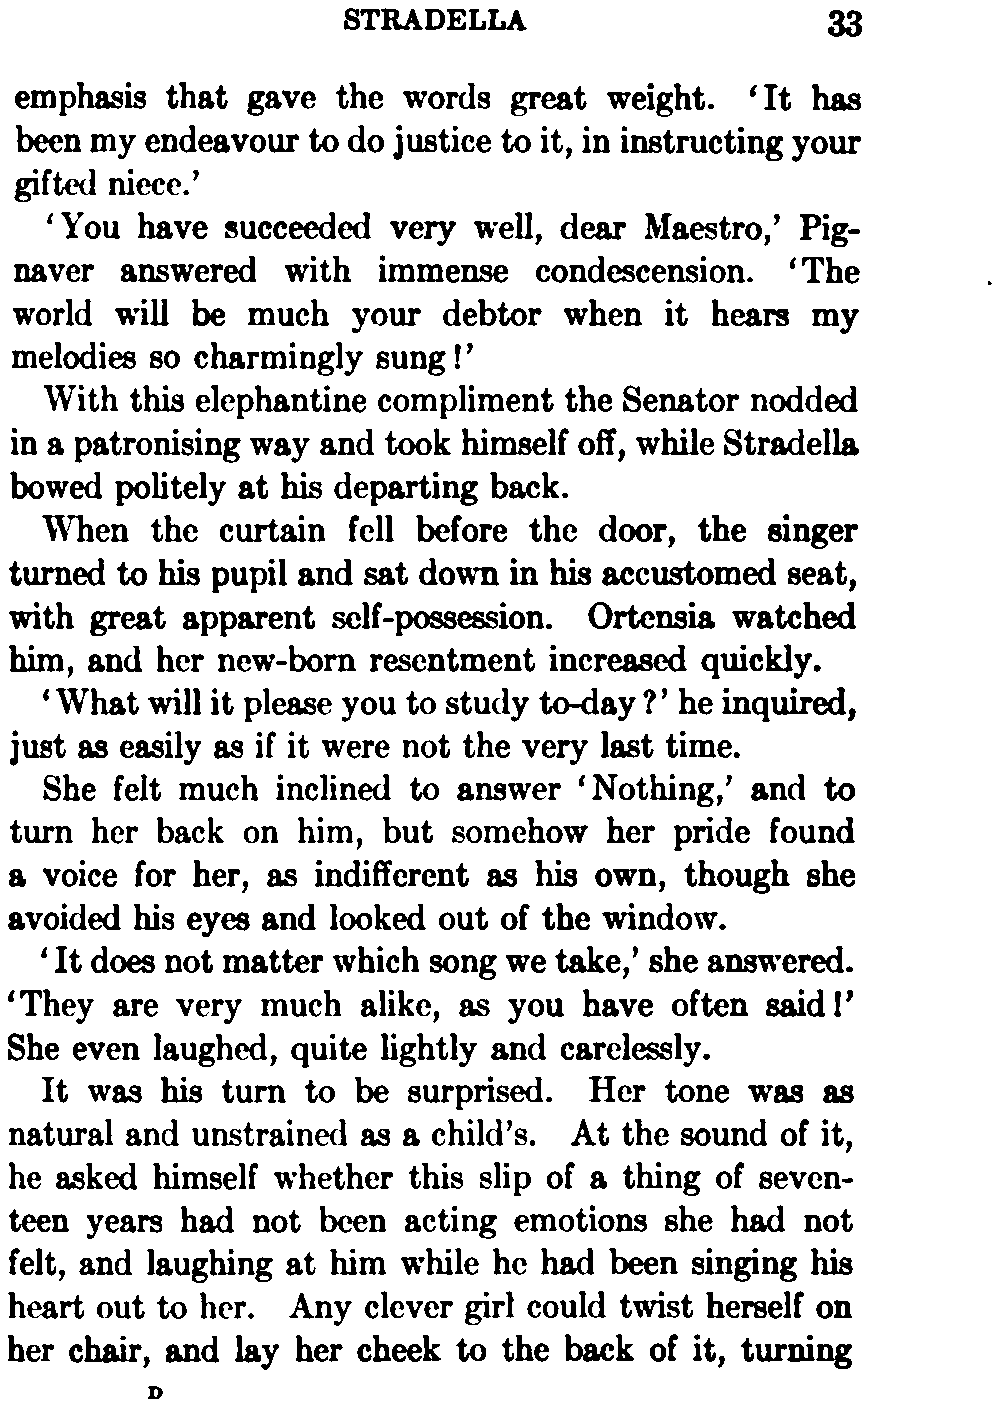 STRADELLA 33
emphasis that gave the words great weight. ‘It has
been my endeavour to do justice to it, in instructing your
gifted niece.’
‘You have succeeded very well, dear Maestro,’ Pig-
naver answered with immense condescension. ‘The
world will be much your debtor when it hears my
melodies so charmingly sung!’
With this elephantine compliment the Senator nodded
in a patronising way and took himself off, while Stradella
bowed politely at his departing back.
When the curtain fell before the door, the singer
turned to his pupil and sat down in his accustomed seat,
with great apparent self-possession. Ortensia watched
him, and her new-born resentment increased quickly.
‘What will it please you to study to-day?’ he inquired,
just as easily as if it were not the very last time.
She felt much inclined to answer ‘Nothing,’ and to
turn her back on him, but somehow her pride found
a voice for her, as indifferent as his own, though she
avoided his eyes and looked out of the window.
‘It does not matter which song we take,’ she answered.
‘They are very much alike, as you have often said!’
She even laughed, quite lightly and carelessly.
It was his turn to be surprised. Her tone was as
natural and unstrained as a child’s. At the sound of it,
he asked himself whether this slip of a thing of seven-
teen years had not been acting emotions she had not
felt, and laughing at him while he had been singing his
heart out to her. Any clever girl could twist herself on
her chair, and lay her cheek to the back of it, turning
D